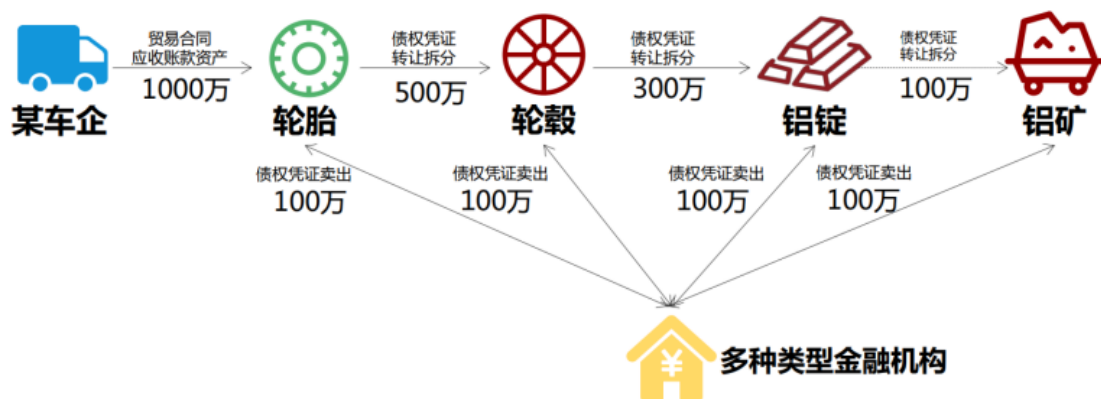 贸易合同
应收账款资产
1000万
债权凭证
转让拆分
500万
债权凭证
转让拆分
300万
债权凭证
转让拆分
100万
某车企
轮胎
轮毂
铝锭
铝矿
债权凭证卖出
100万
债权凭证卖出
100万
债权凭证卖出
100万
债权凭证卖出
100万
¥
多种类型金融机构